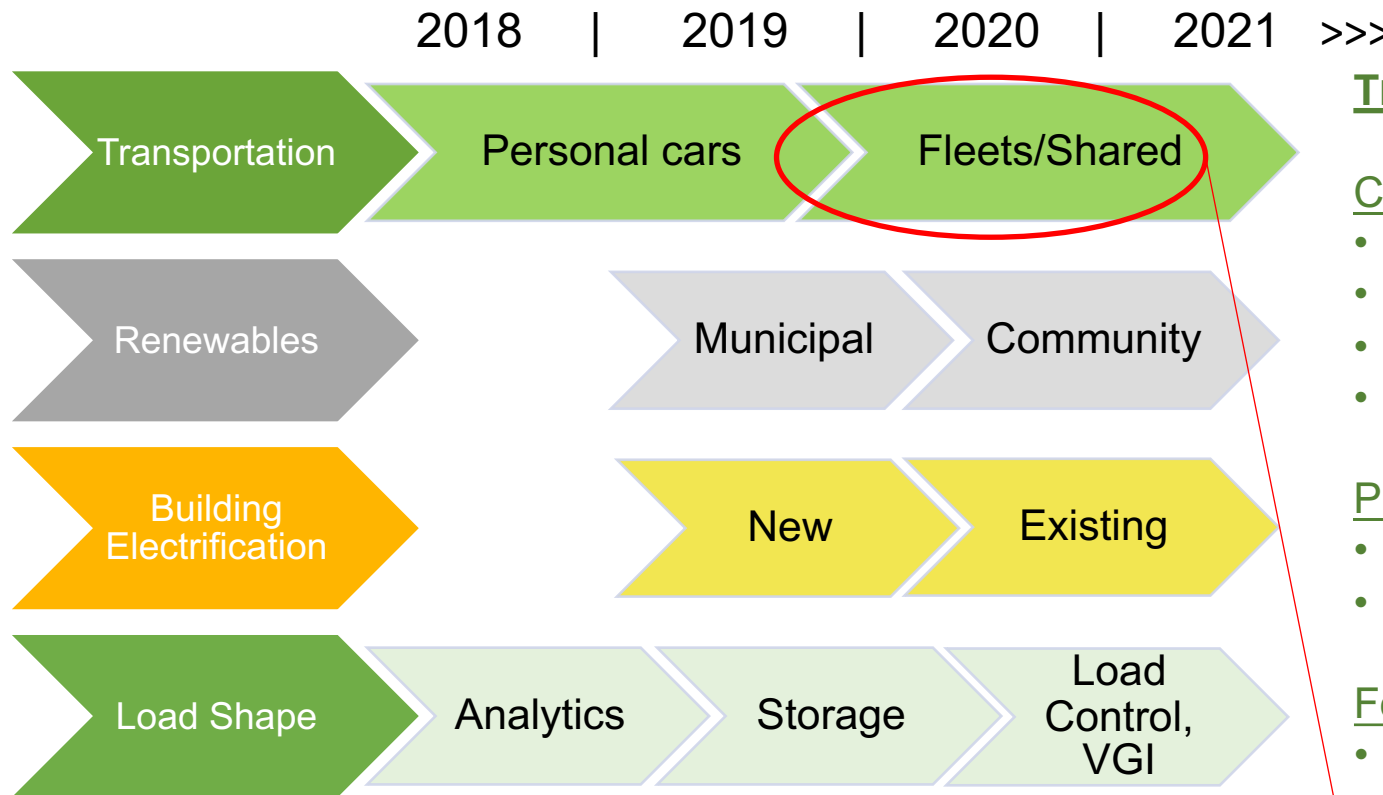 2018 | 2019 | 2020 | 2021 >>>
Transportation
Personal cars
Fleets/Shared
Renewables
Municipal
Community
Building
Electrification
New
Existing
Load Shape
Analytics
Storage
Load
Control,
VGI